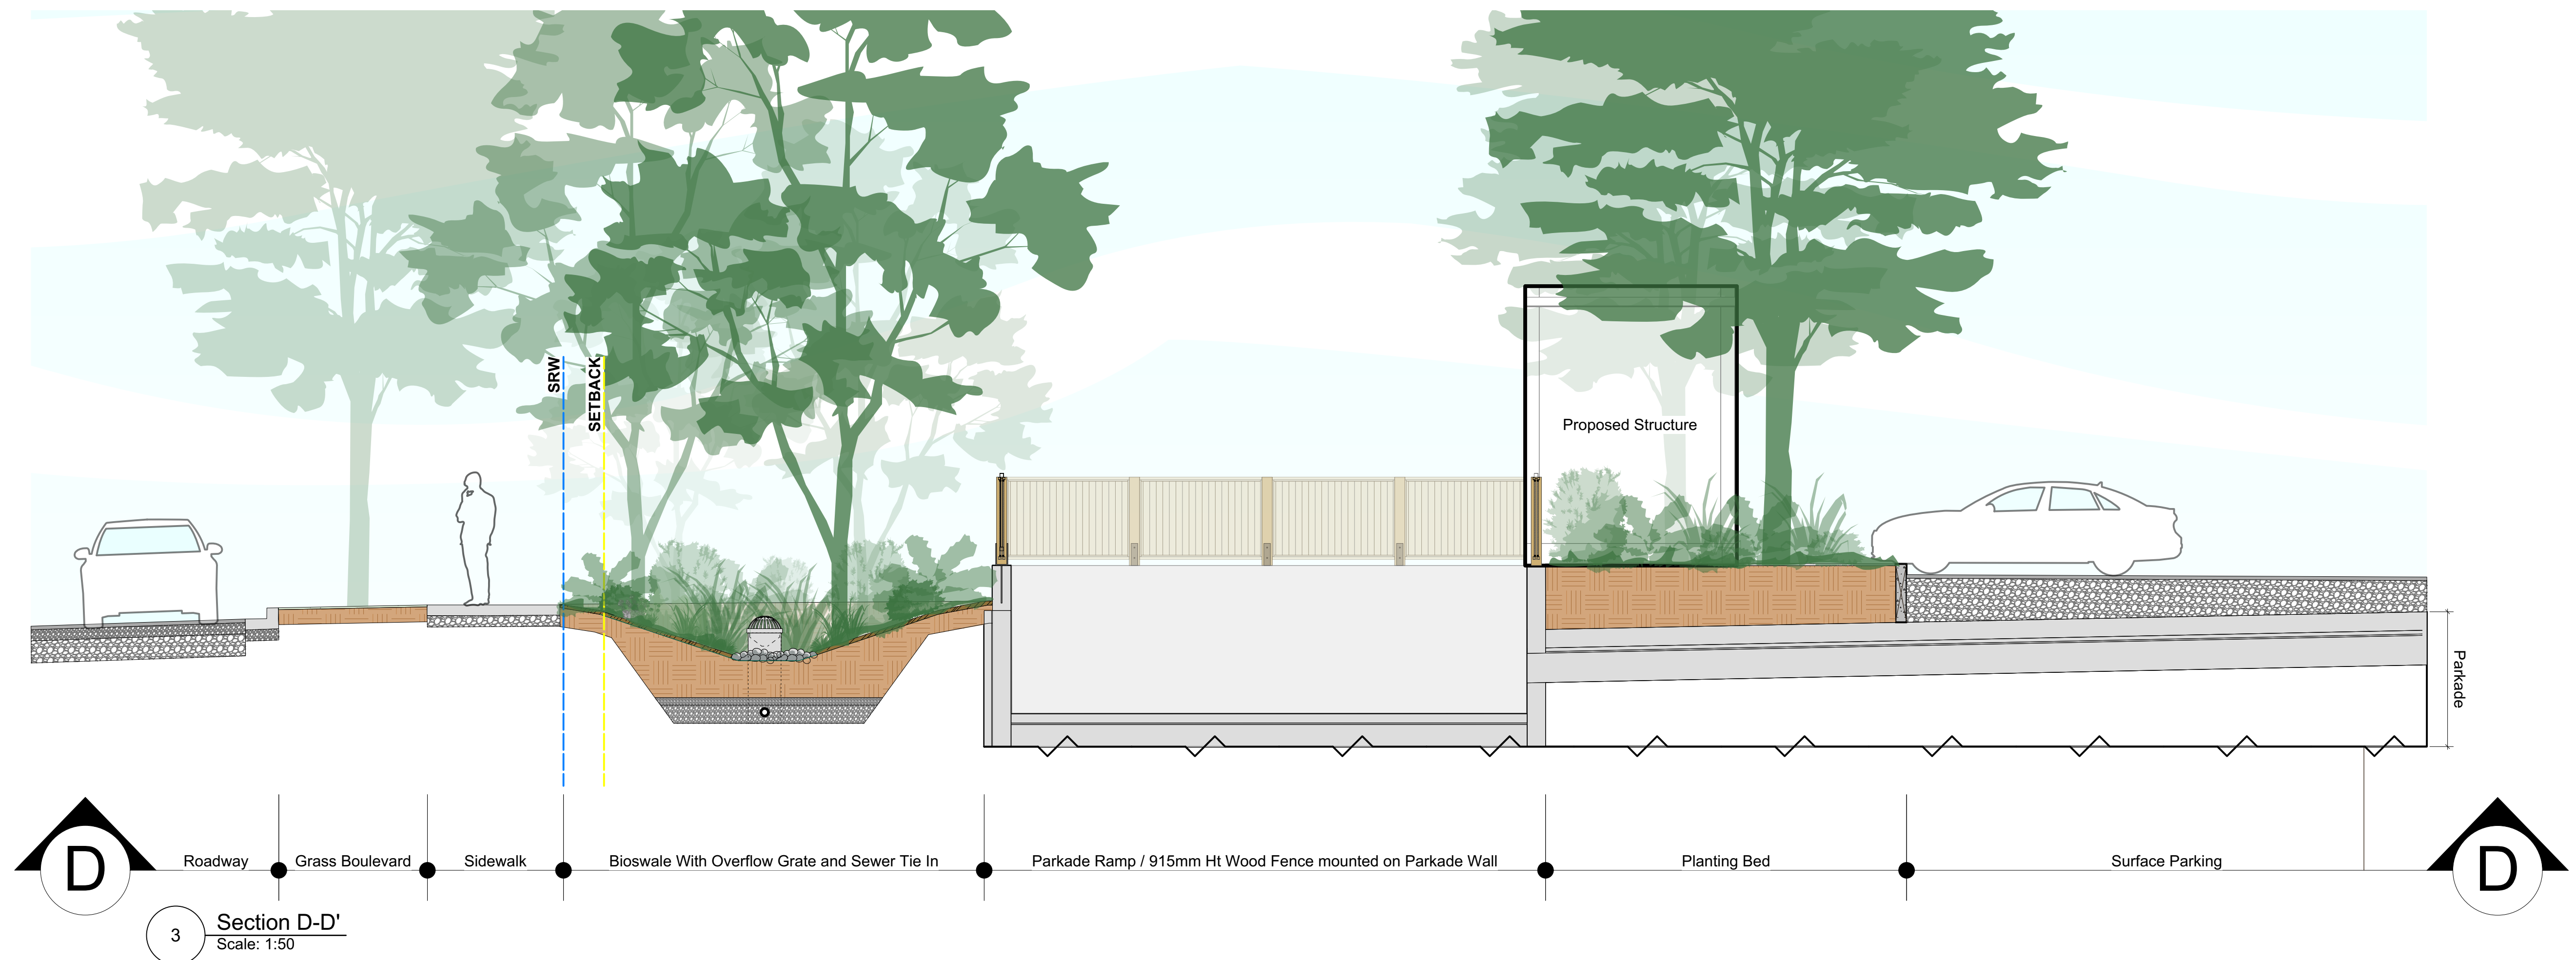 SRW
SETBACK
Proposed Structure
Parkade
D
Roadway
Grass Boulevard
Sidewalk
Bioswale With Overflow Grate and Sewer Tie In
Parkade Ramp / 915mm Ht Wood Fence mounted on Parkade Wall
Planting Bed
Surface Parking
D
3
Section D-D'
Scale: 1:50